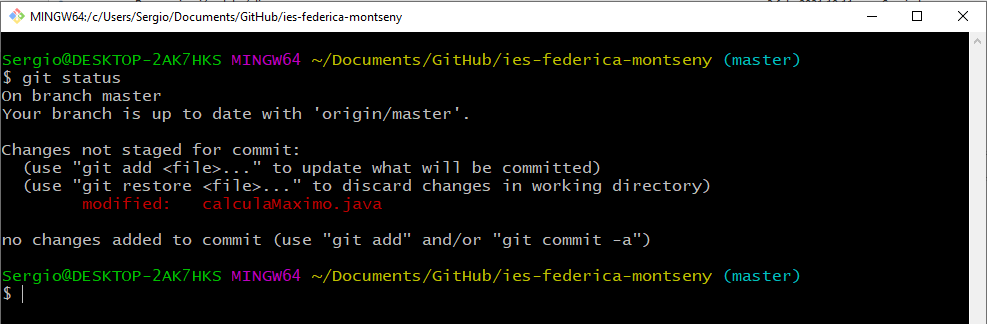 MINGW64:/c/Users/Sergio/Documents/GitHub/ies-federica-montseny
Sergio@DESKTOP-2AK7HKS MINGW64 ~/Documents/GitHub/ies-federica-montseny (master)
$ git status
On branch master
Your branch is up to date with 'origin/master'.
Changes not staged for commit:
  (use "git add <file>..." to update what will be committed)
  (use "git restore <file>..." to discard changes in working directory)
        modified:   calculaMaximo.java
no changes added to commit (use "git add" and/or "git commit -a")
Sergio@DESKTOP-2AK7HKS MINGW64 ~/Documents/GitHub/ies-federica-montseny (master)
$